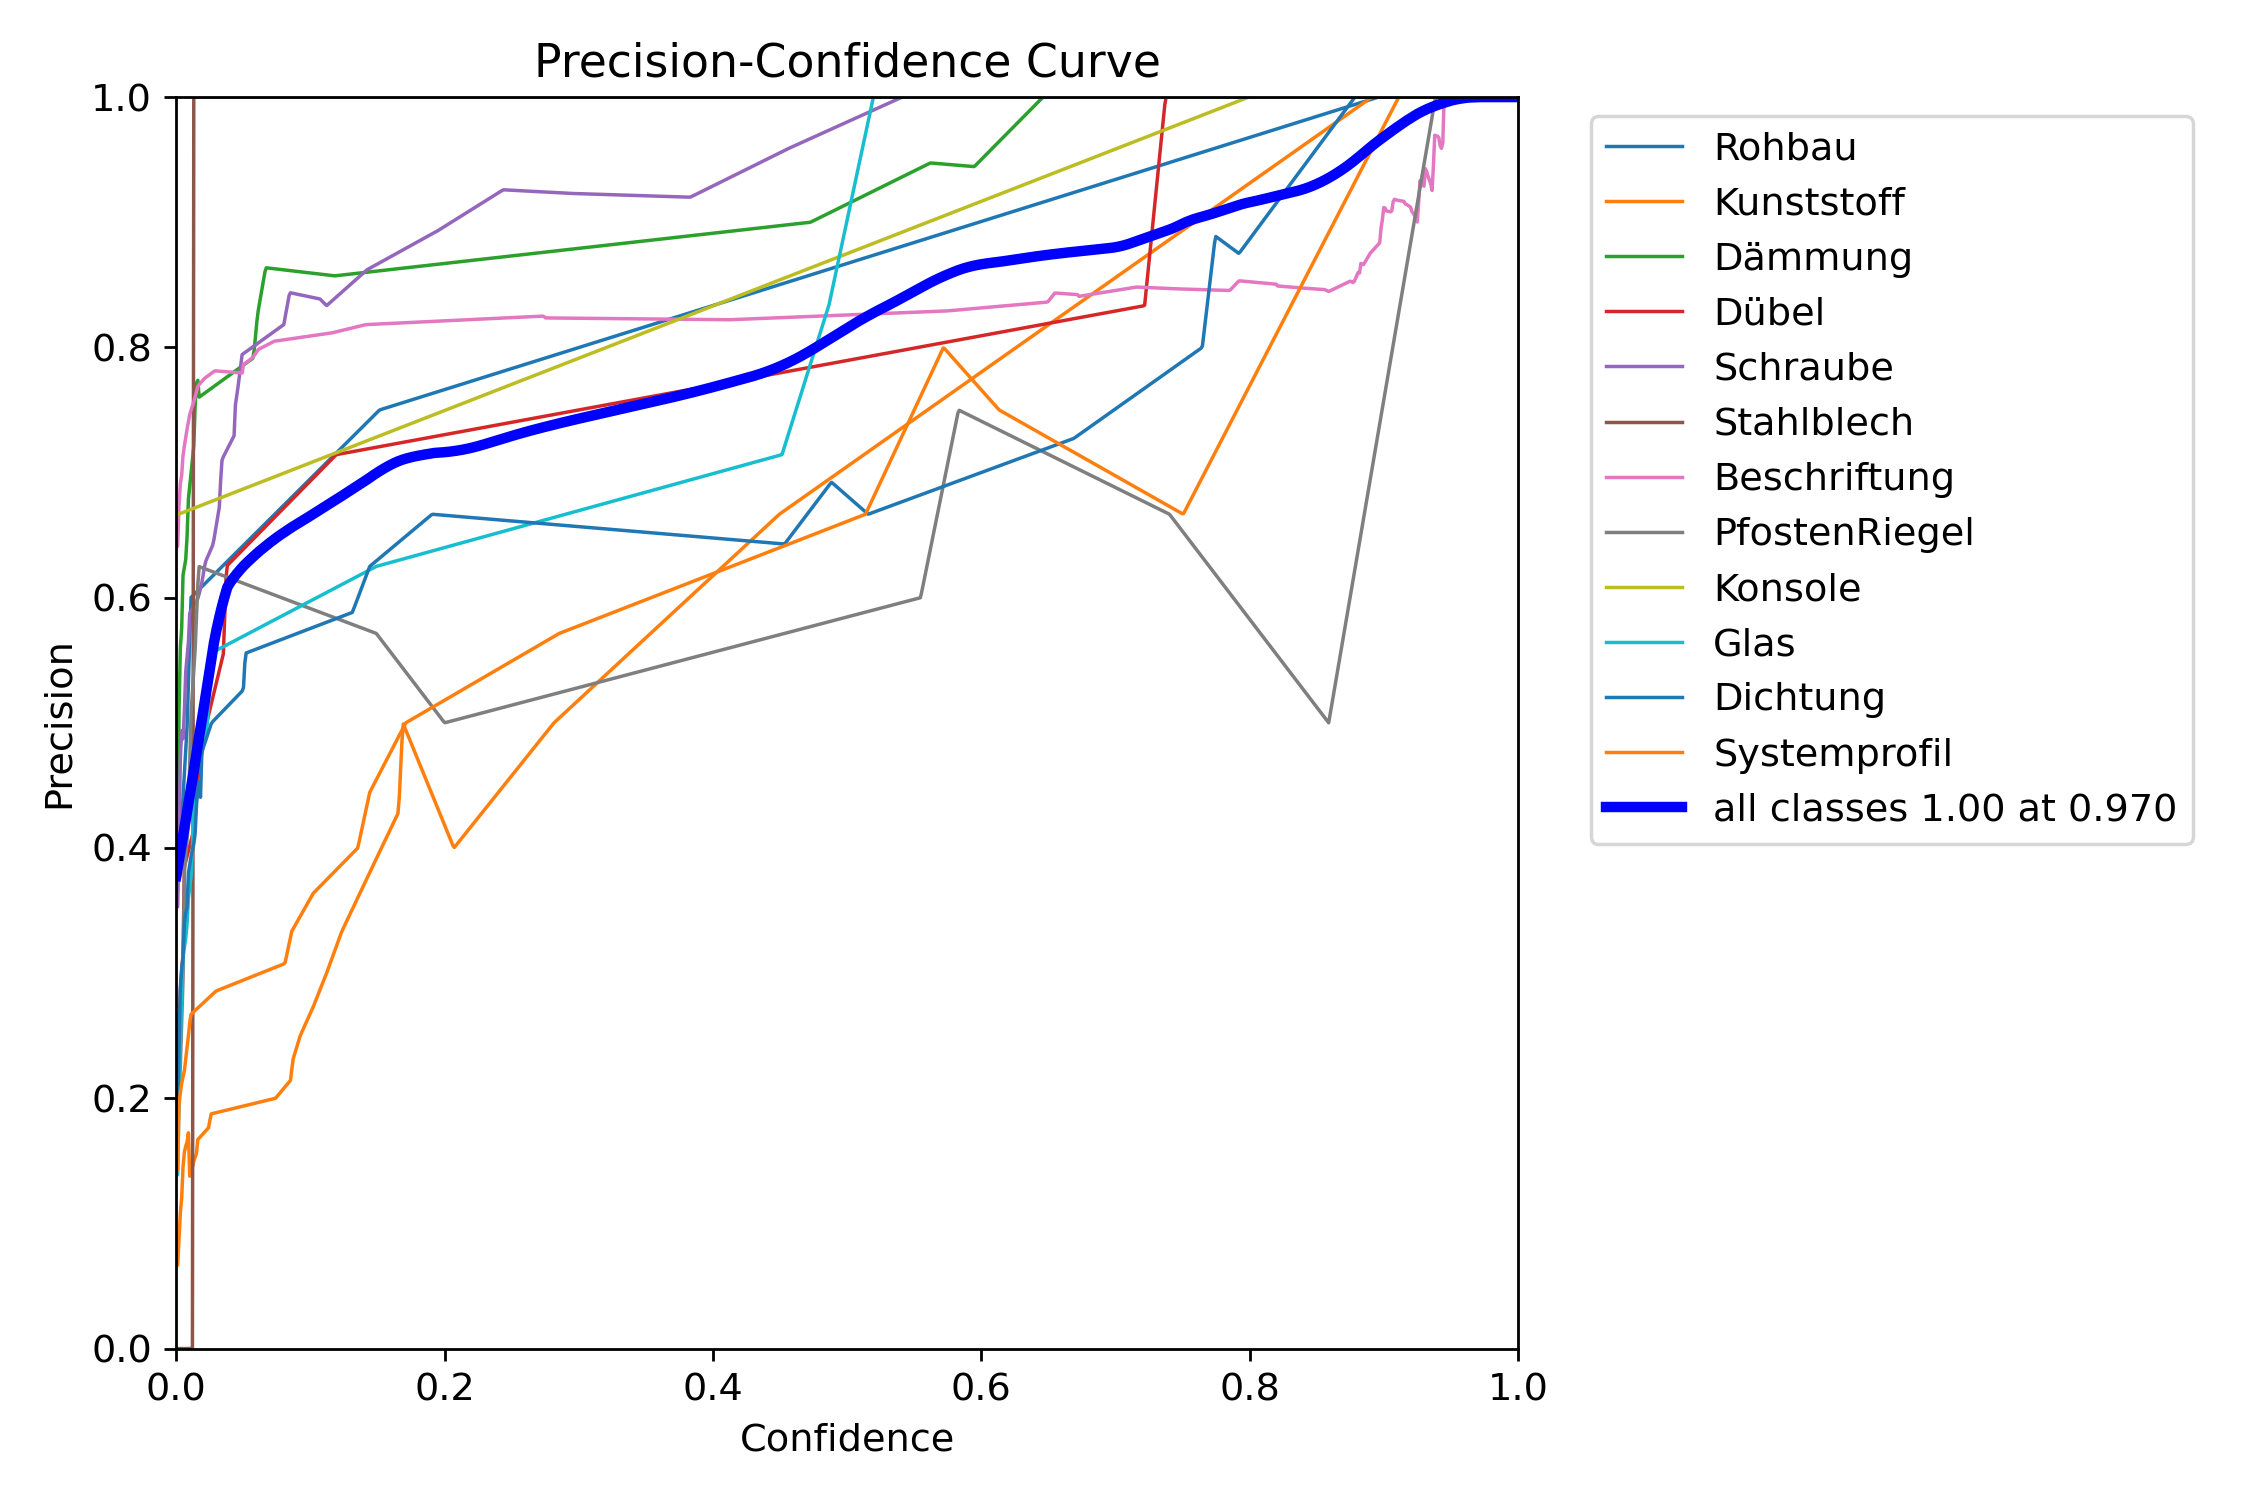 Precision-Confidence Curve
1.0
0.8
0.6
0.4
0.2
0.0
Precision
0.0 0.2 0.4 0.6 0.8 1.0
Confidence
Rohbau
Kunststoff
Dämmung
Dübel
Schraube
Stahlblech
Beschriftung
PfostenRiegel
Konsole
Glas
Dichtung
Systemprofil
all classes 1.00 at 0.970